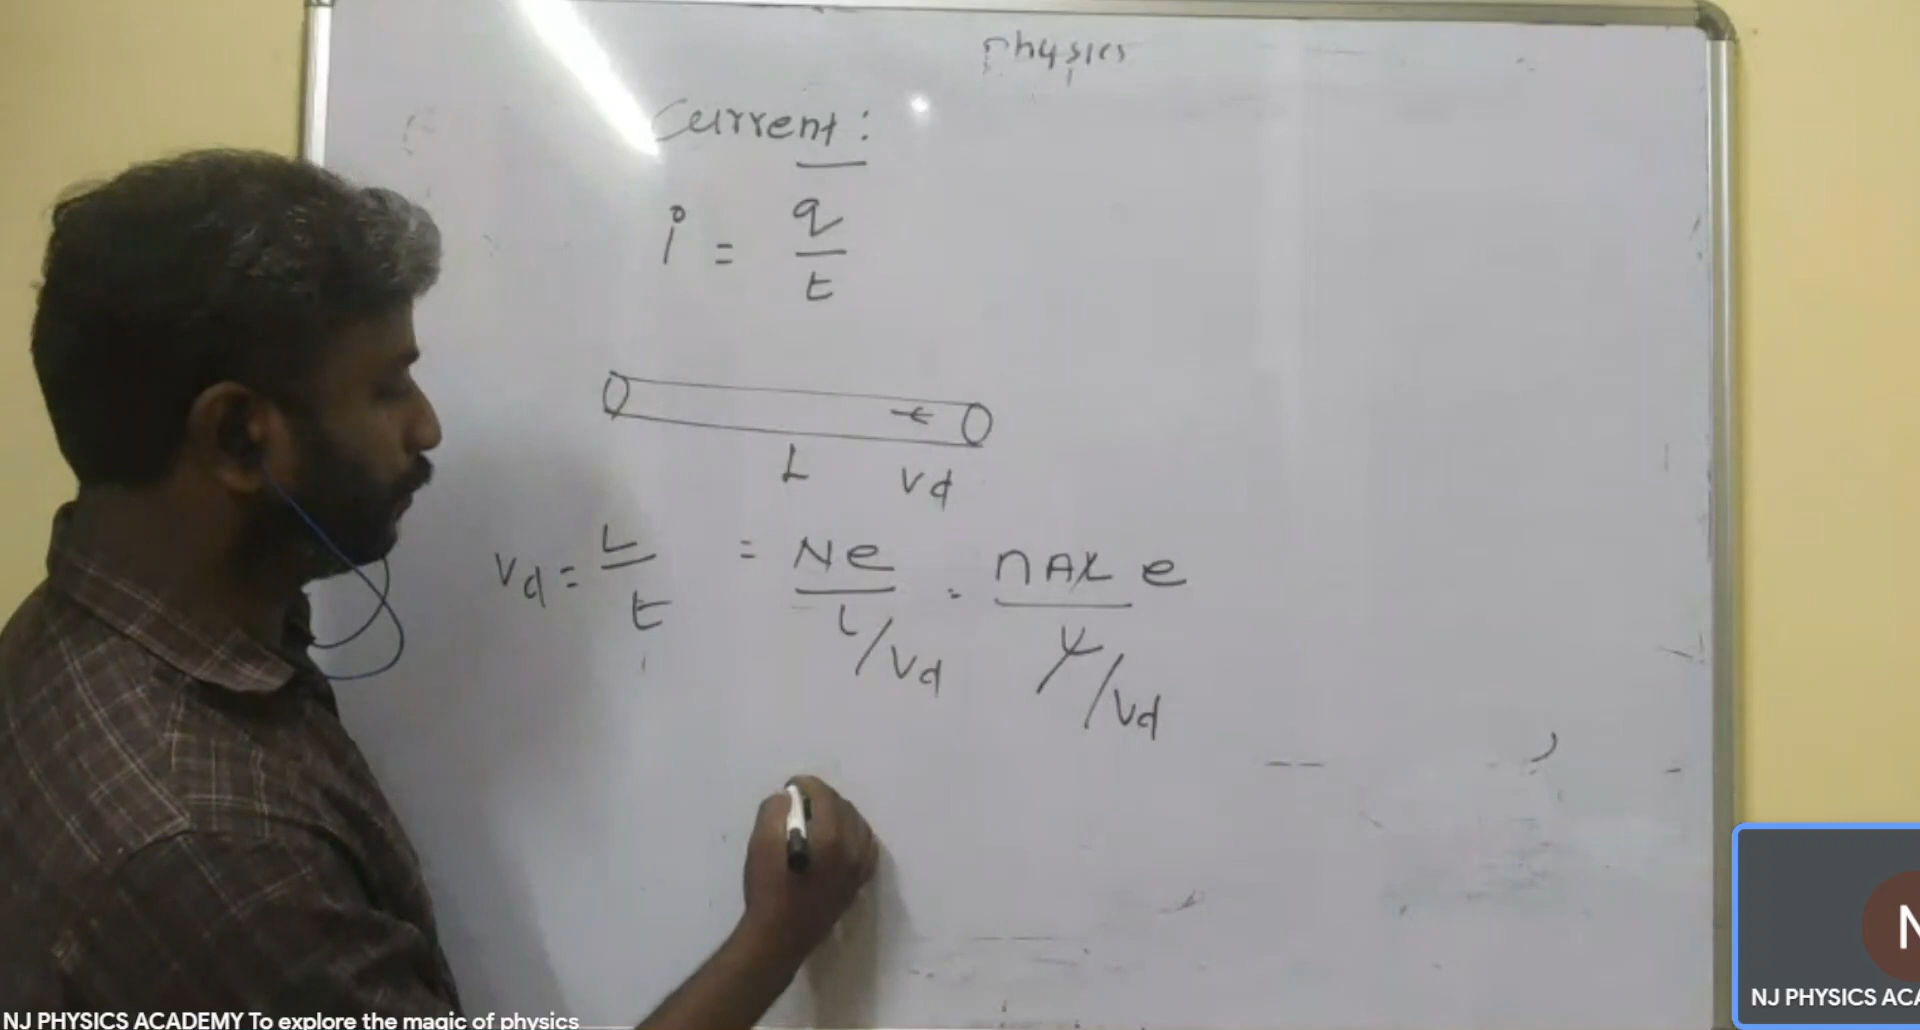 Physics
Current:
i = q/t
L Vd
Vd = L/t = Ne/L/Vd = nALe/L/Vd
N
NJ PHYSICS ACA
NJ PHYSICS ACADEMY To explore the magic of physics